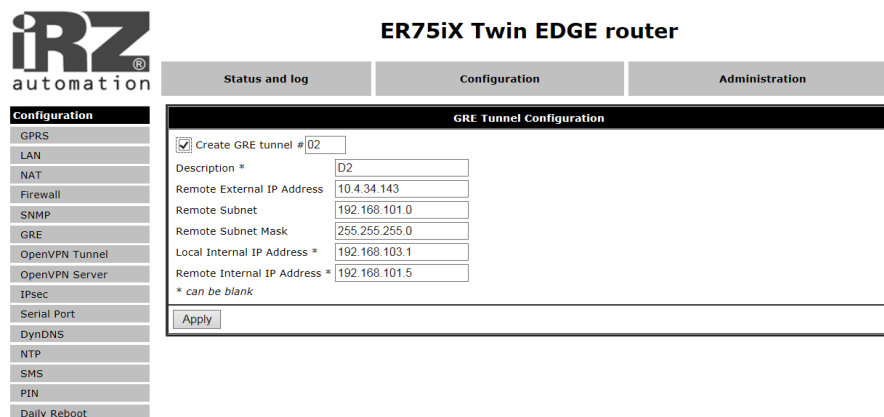 iRZ ®
automation
ER75iX Twin EDGE router
Status and log Configuration Administration
Configuration
GPRS
LAN
NAT
Firewall
SNMP
GRE
OpenVPN Tunnel
OpenVPN Server
IPsec
Serial Port
DynDNS
NTP
SMS
PIN
Daily Reboot
GRE Tunnel Configuration
Create GRE tunnel # 02
Description * D2
Remote External IP Address 10.4.34.143
Remote Subnet 192.168.101.0
Remote Subnet Mask 255.255.255.0
Local Internal IP Address * 192.168.103.1
Remote Internal IP Address * 192.168.101.5
* can be blank
Apply